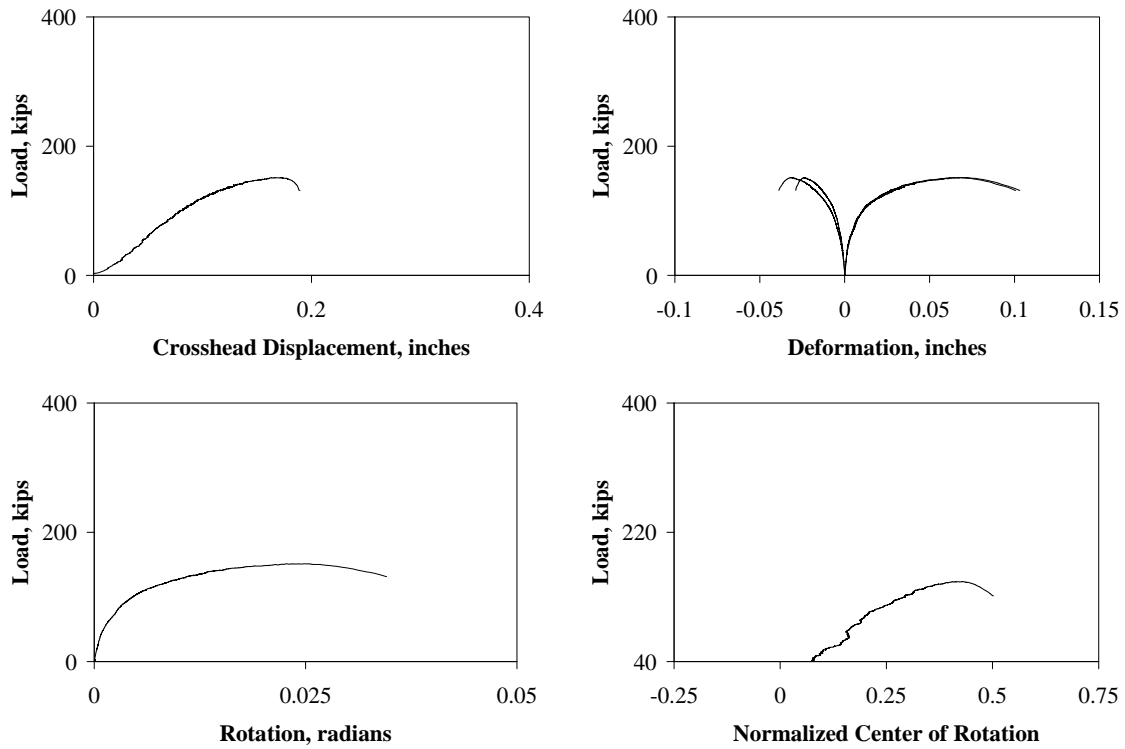 400
200
0
Load, kips
0 0.2 0.4
Crosshead Displacement, inches
400
200
0
Load, kips
-0.1 -0.05 0 0.05 0.1 0.15
Deformation, inches
400
200
0
Load, kips
0 0.025 0.05
Rotation, radians
400
220
40
Load, kips
-0.25 0 0.25 0.5 0.75
Normalized Center of Rotation